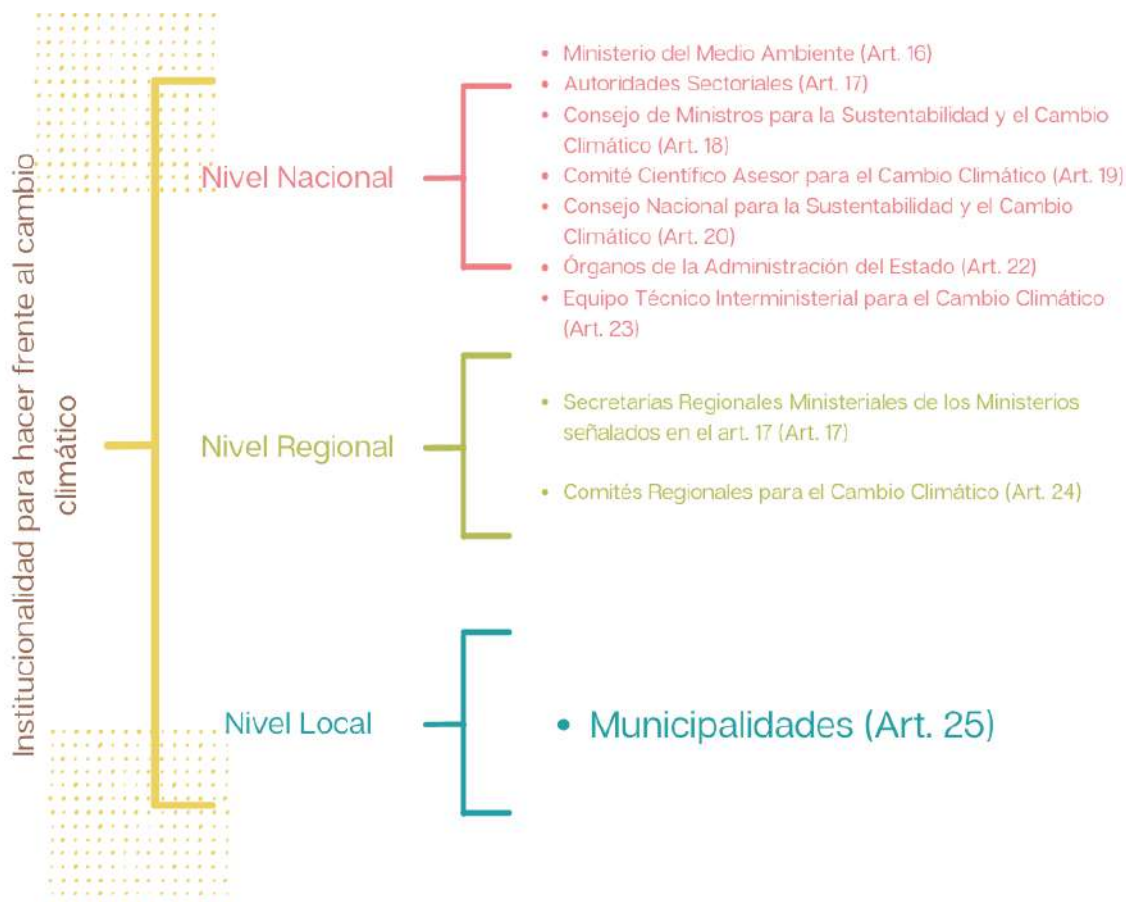 Institucionalidad para hacer frente al cambio
climático
Nivel Nacional
• Ministerio del Medio Ambiente (Art. 16)
• Autoridades Sectoriales (Art. 17)
• Consejo de Ministros para la Sustentabilidad y el Cambio
Climático (Art. 18)
• Comité Científico Asesor para el Cambio Climático (Art. 19)
• Consejo Nacional para la Sustentabilidad y el Cambio
Climático (Art. 20)
• Órganos de la Administración del Estado (Art. 22)
• Equipo Técnico Interministerial para el Cambio Climático
(Art. 23)
Nivel Regional
• Secretarias Regionales Ministeriales de los Ministerios
señalados en el art. 17 (Art. 17)
• Comités Regionales para el Cambio Climático (Art. 24)
Nivel Local
• Municipalidades (Art. 25)